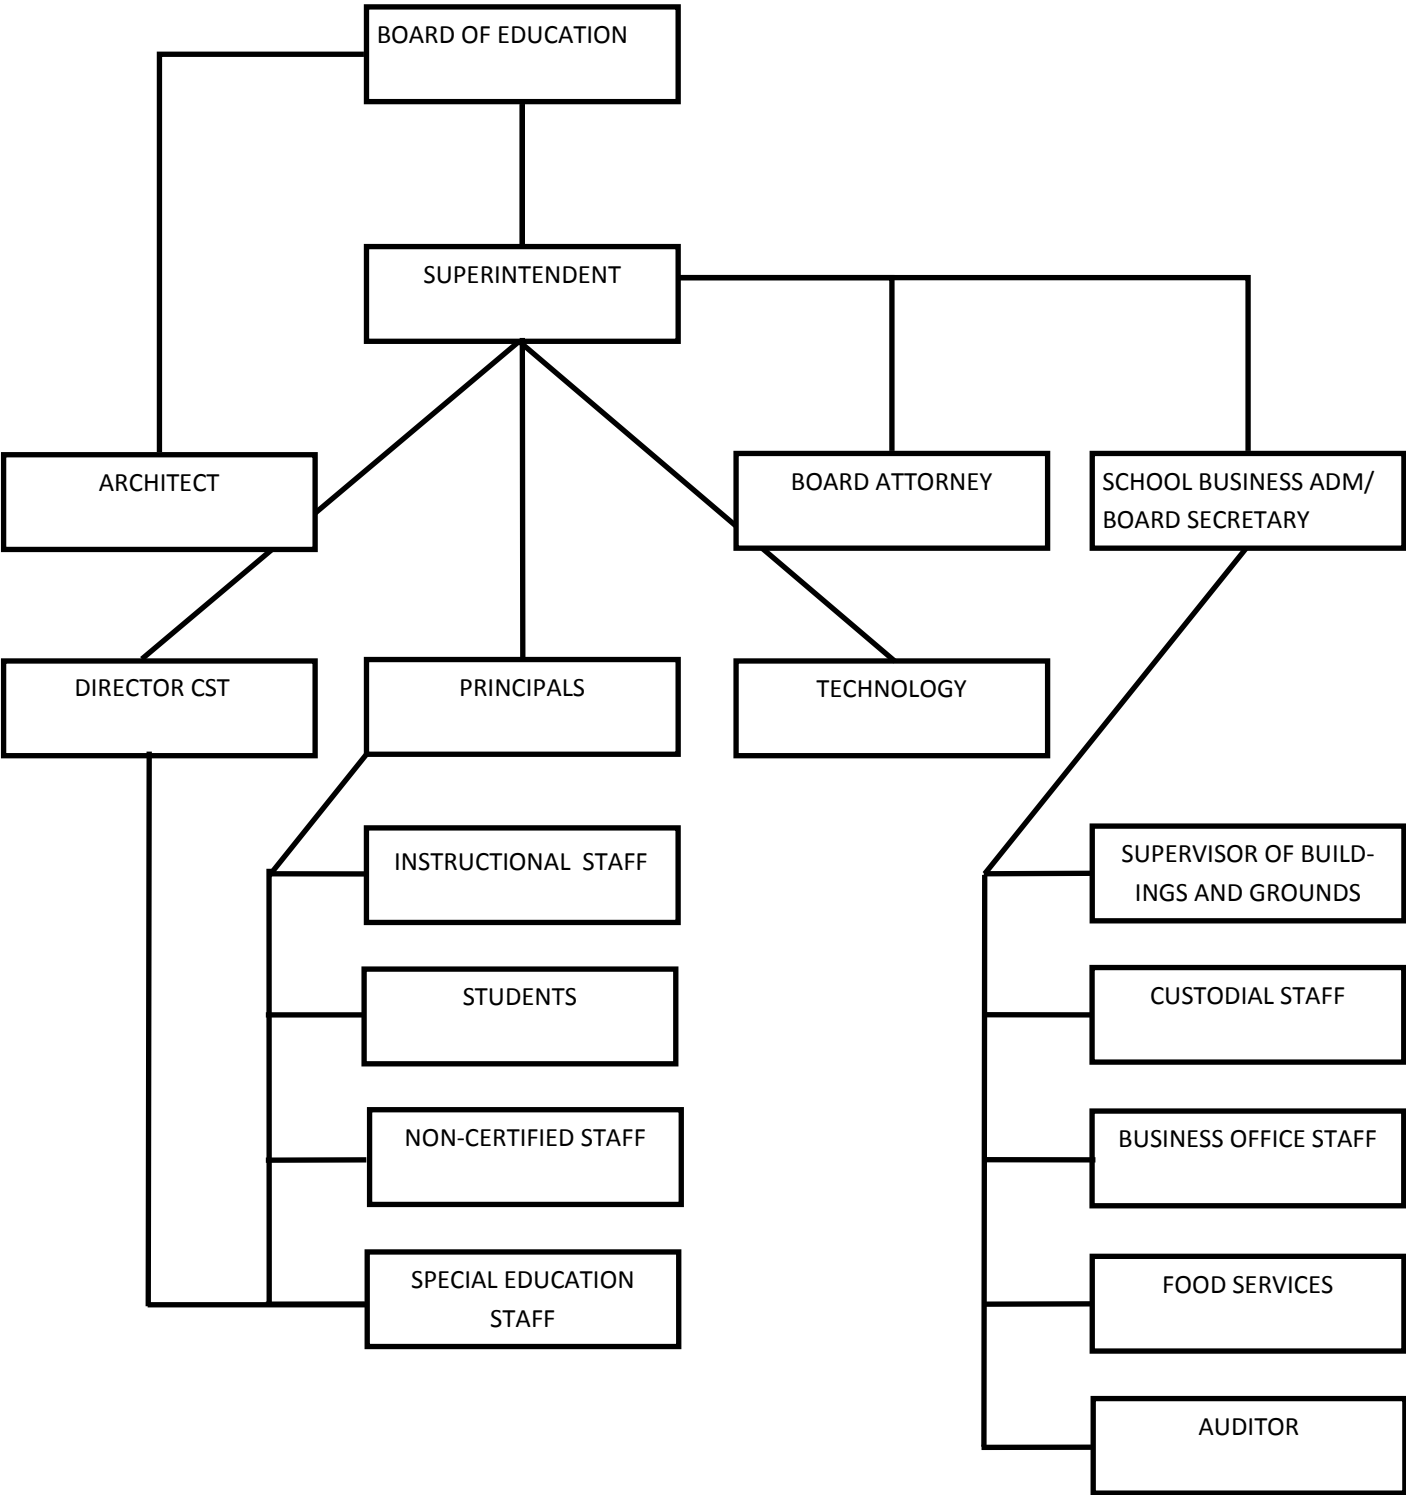 BOARD OF EDUCATION
SUPERINTENDENT
ARCHITECT
BOARD ATTORNEY
SCHOOL BUSINESS ADM/
BOARD SECRETARY
DIRECTOR CST
PRINCIPALS
TECHNOLOGY
INSTRUCTIONAL  STAFF
STUDENTS
NON-CERTIFIED STAFF
SPECIAL EDUCATION
STAFF
SUPERVISOR OF BUILD-
INGS AND GROUNDS
CUSTODIAL STAFF
BUSINESS OFFICE STAFF
FOOD SERVICES
AUDITOR